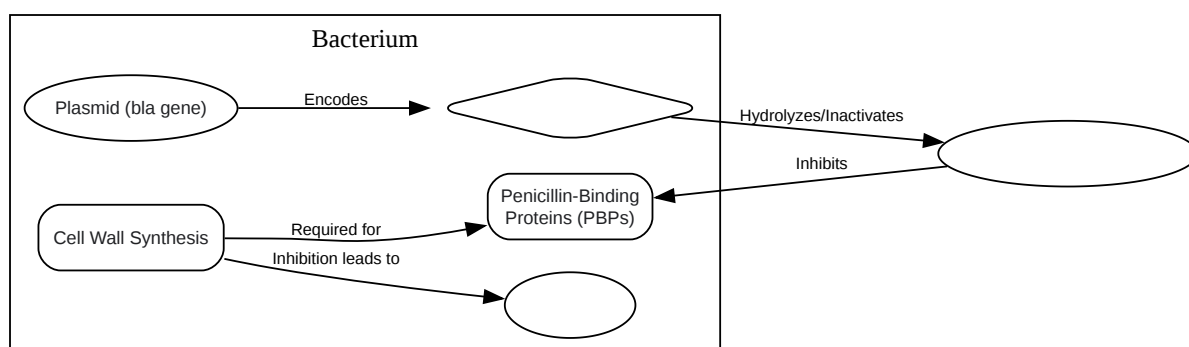 Bacterium
Plasmid (bla gene)
Encodes
Hydrolyzes/Inactivates
Inhibits
Penicillin-Binding
Proteins (PBPs)
Cell Wall Synthesis
Required for
Inhibition leads to